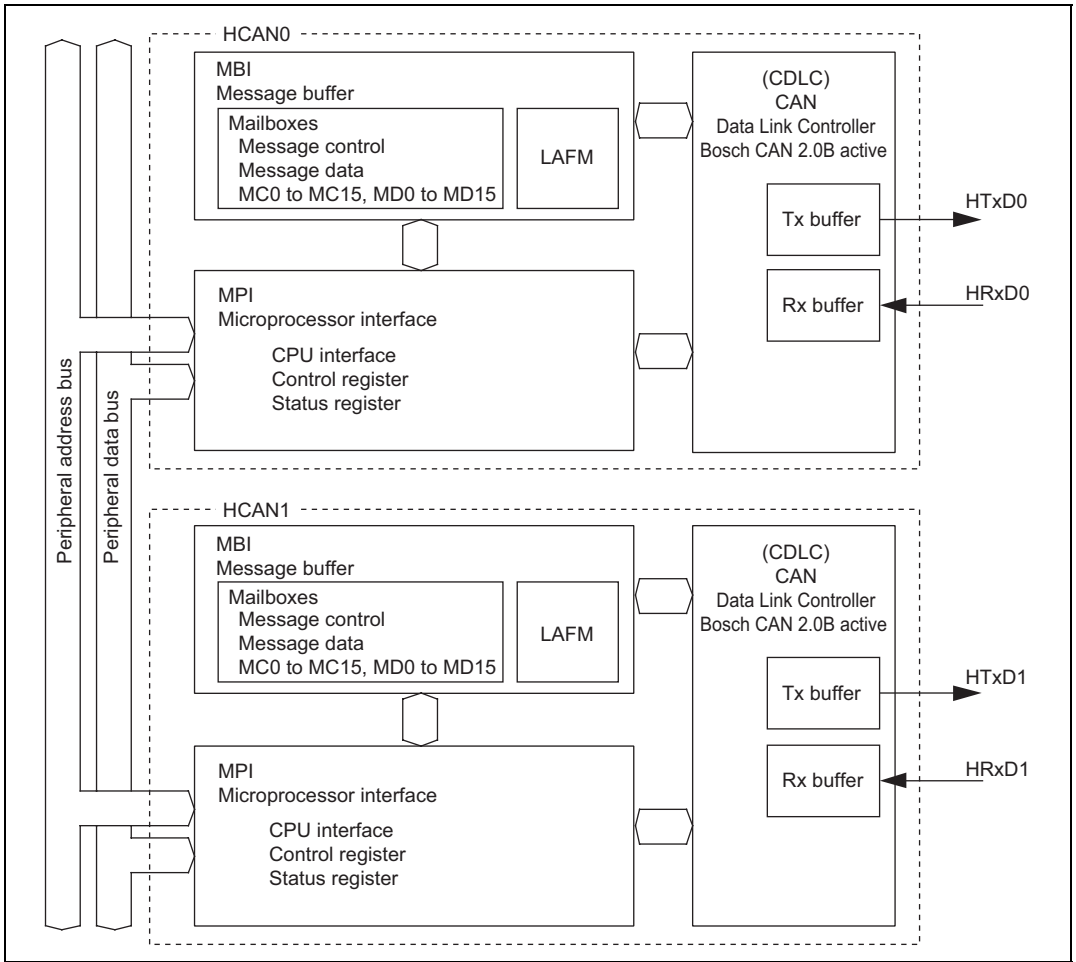 HCAN0
MBI
Message buffer
Mailboxes
Message control
Message data
MC0 to MC15, MD0 to MD15
LAFM
(CDLC)
CAN
Data Link Controller
Bosch CAN 2.0B active
Tx buffer
HTxD0
Rx buffer
HRxD0
MPI
Microprocessor interface
CPU interface
Control register
Status register
Peripheral address bus
Peripheral data bus
HCAN1
MBI
Message buffer
Mailboxes
Message control
Message data
MC0 to MC15, MD0 to MD15
LAFM
(CDLC)
CAN
Data Link Controller
Bosch CAN 2.0B active
Tx buffer
HTxD1
Rx buffer
HRxD1
MPI
Microprocessor interface
CPU interface
Control register
Status register